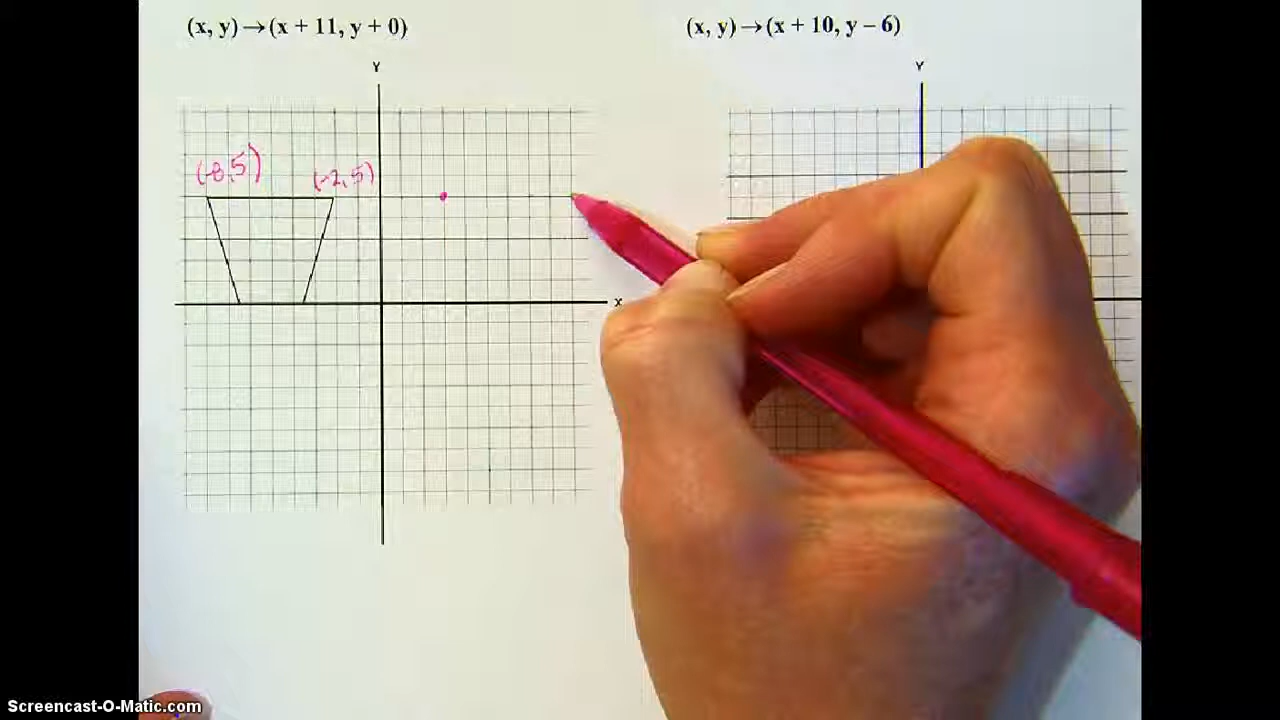 (x, y)→(x + 11, y + 0)
(x, y)→(x + 10, y – 6)
Y
Y
(-8,5)
(-2,5)
X
Screencast-O-Matic.com